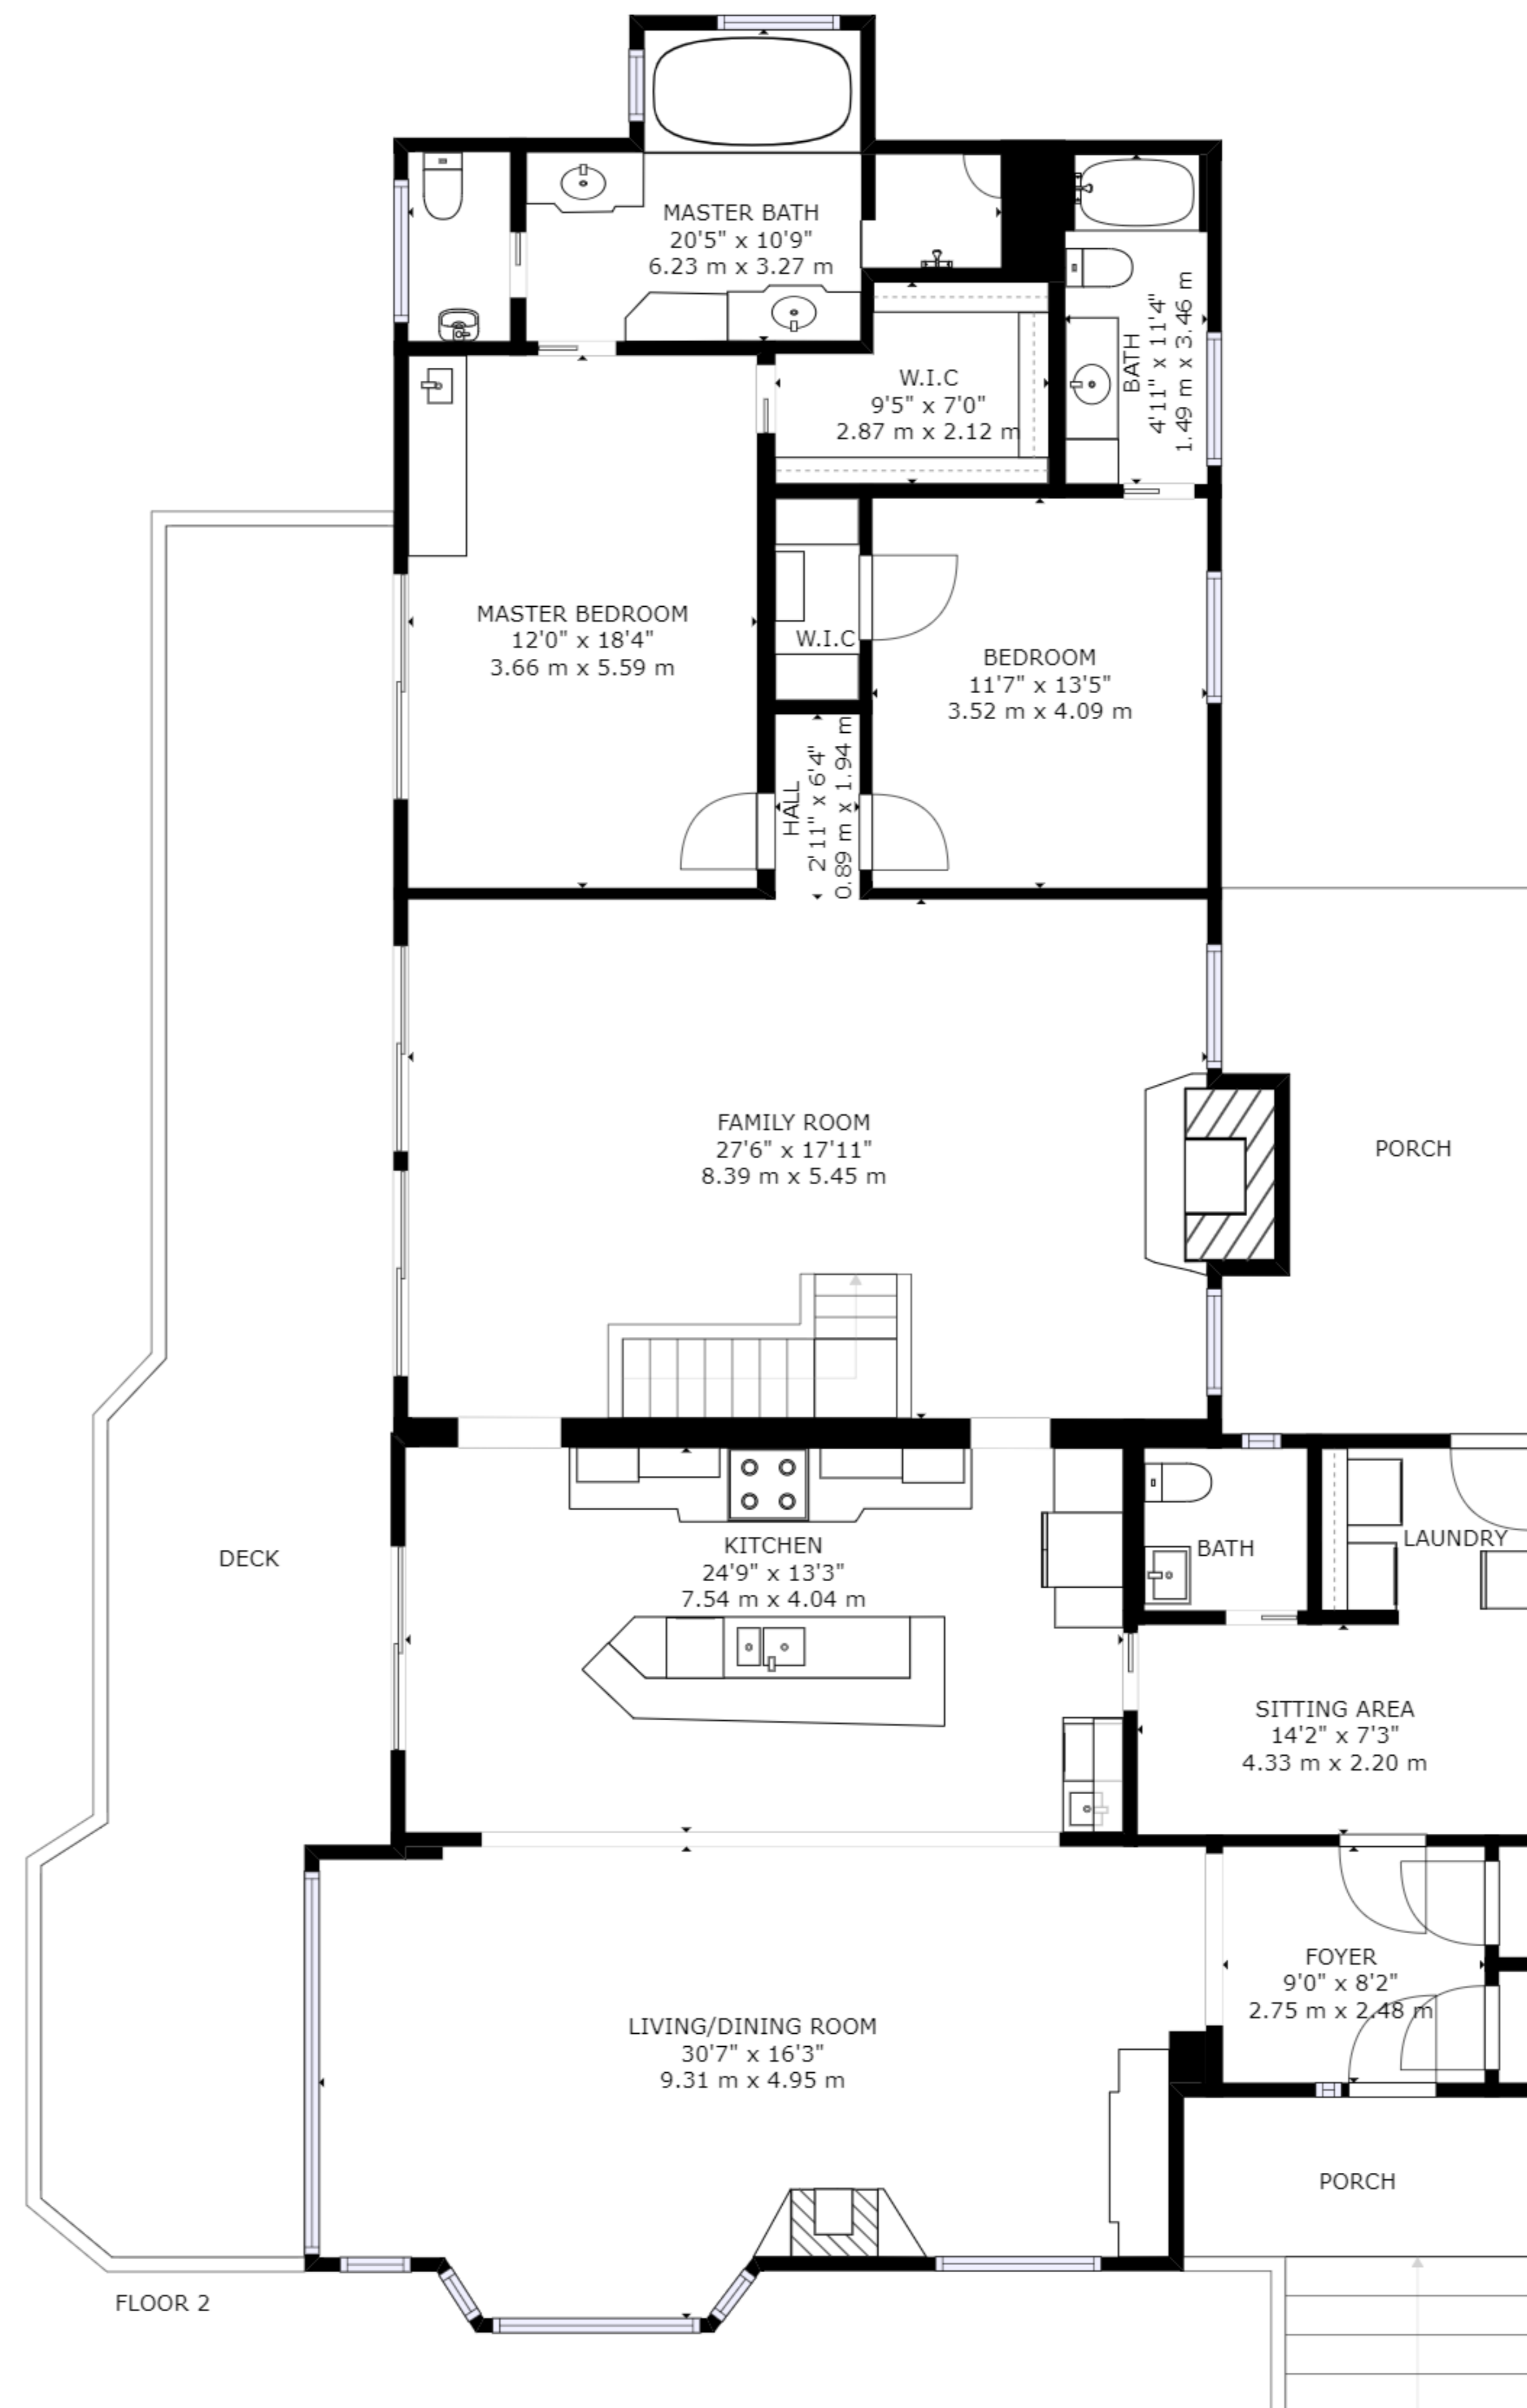 MASTER BATH
20'5" x 10'9"
6.23 m x 3.27 m
BATH
4'11" x 11'4"
1.49 m x 3.46 m
W.I.C
9'5" x 7'0"
2.87 m x 2.12 m
MASTER BEDROOM
12'0" x 18'4"
3.66 m x 5.59 m
W.I.C
BEDROOM
11'7" x 13'5"
3.52 m x 4.09 m
HALL
2'11" x 6'4"
0.89 m x 1.94 m
FAMILY ROOM
27'6" x 17'11"
8.39 m x 5.45 m
PORCH
DECK
KITCHEN
24'9" x 13'3"
7.54 m x 4.04 m
BATH
LAUNDRY
SITTING AREA
14'2" x 7'3"
4.33 m x 2.20 m
FOYER
9'0" x 8'2"
2.75 m x 2.48 m
LIVING/DINING ROOM
30'7" x 16'3"
9.31 m x 4.95 m
PORCH
FLOOR 2